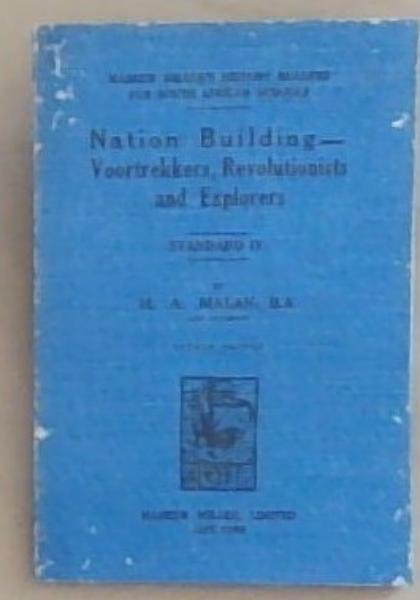 MASKEW MILLER'S HISTORY READERS
FOR SOUTH AFRICAN SCHOOLS
Nation Building—
Voortrekkers, Revolutionists
and Explorers
STANDARD IV
BY
M. A. MALAN, B.A.
MASKEW MILLER, LIMITED
CAPE TOWN